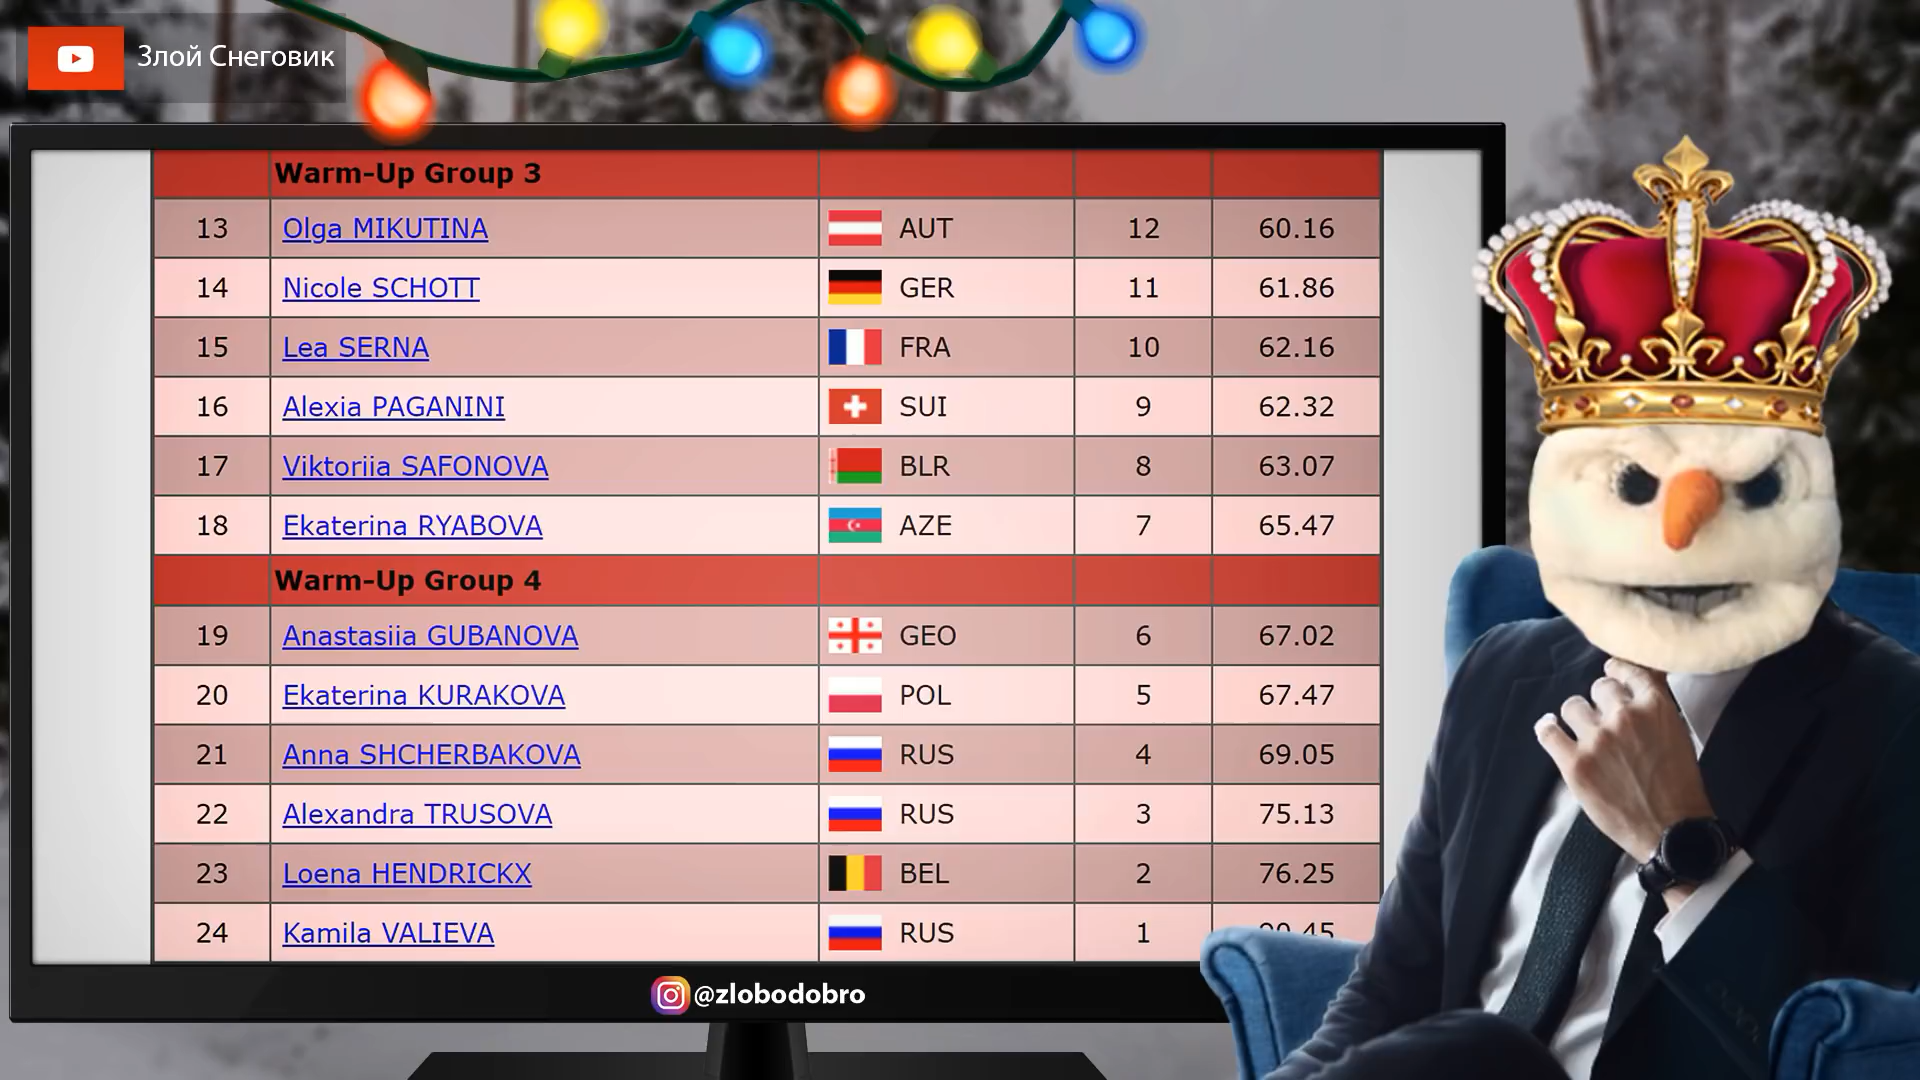 Злой Снеговик
Warm-Up Group 3
13 Olga MIKUTINA AUT 12 60.16
14 Nicole SCHOTT GER 11 61.86
15 Lea SERNA FRA 10 62.16
16 Alexia PAGANINI SUI 9 62.32
17 Viktoriia SAFONOVA BLR 8 63.07
18 Ekaterina RYABOVA AZE 7 65.47
Warm-Up Group 4
19 Anastasiia GUBANOVA GEO 6 67.02
20 Ekaterina KURAKOVA POL 5 67.47
21 Anna SHCHERBAKOVA RUS 4 69.05
22 Alexandra TRUSOVA RUS 3 75.13
23 Loena HENDRICKX BEL 2 76.25
24 Kamila VALIEVA RUS 1
@zlobodobro